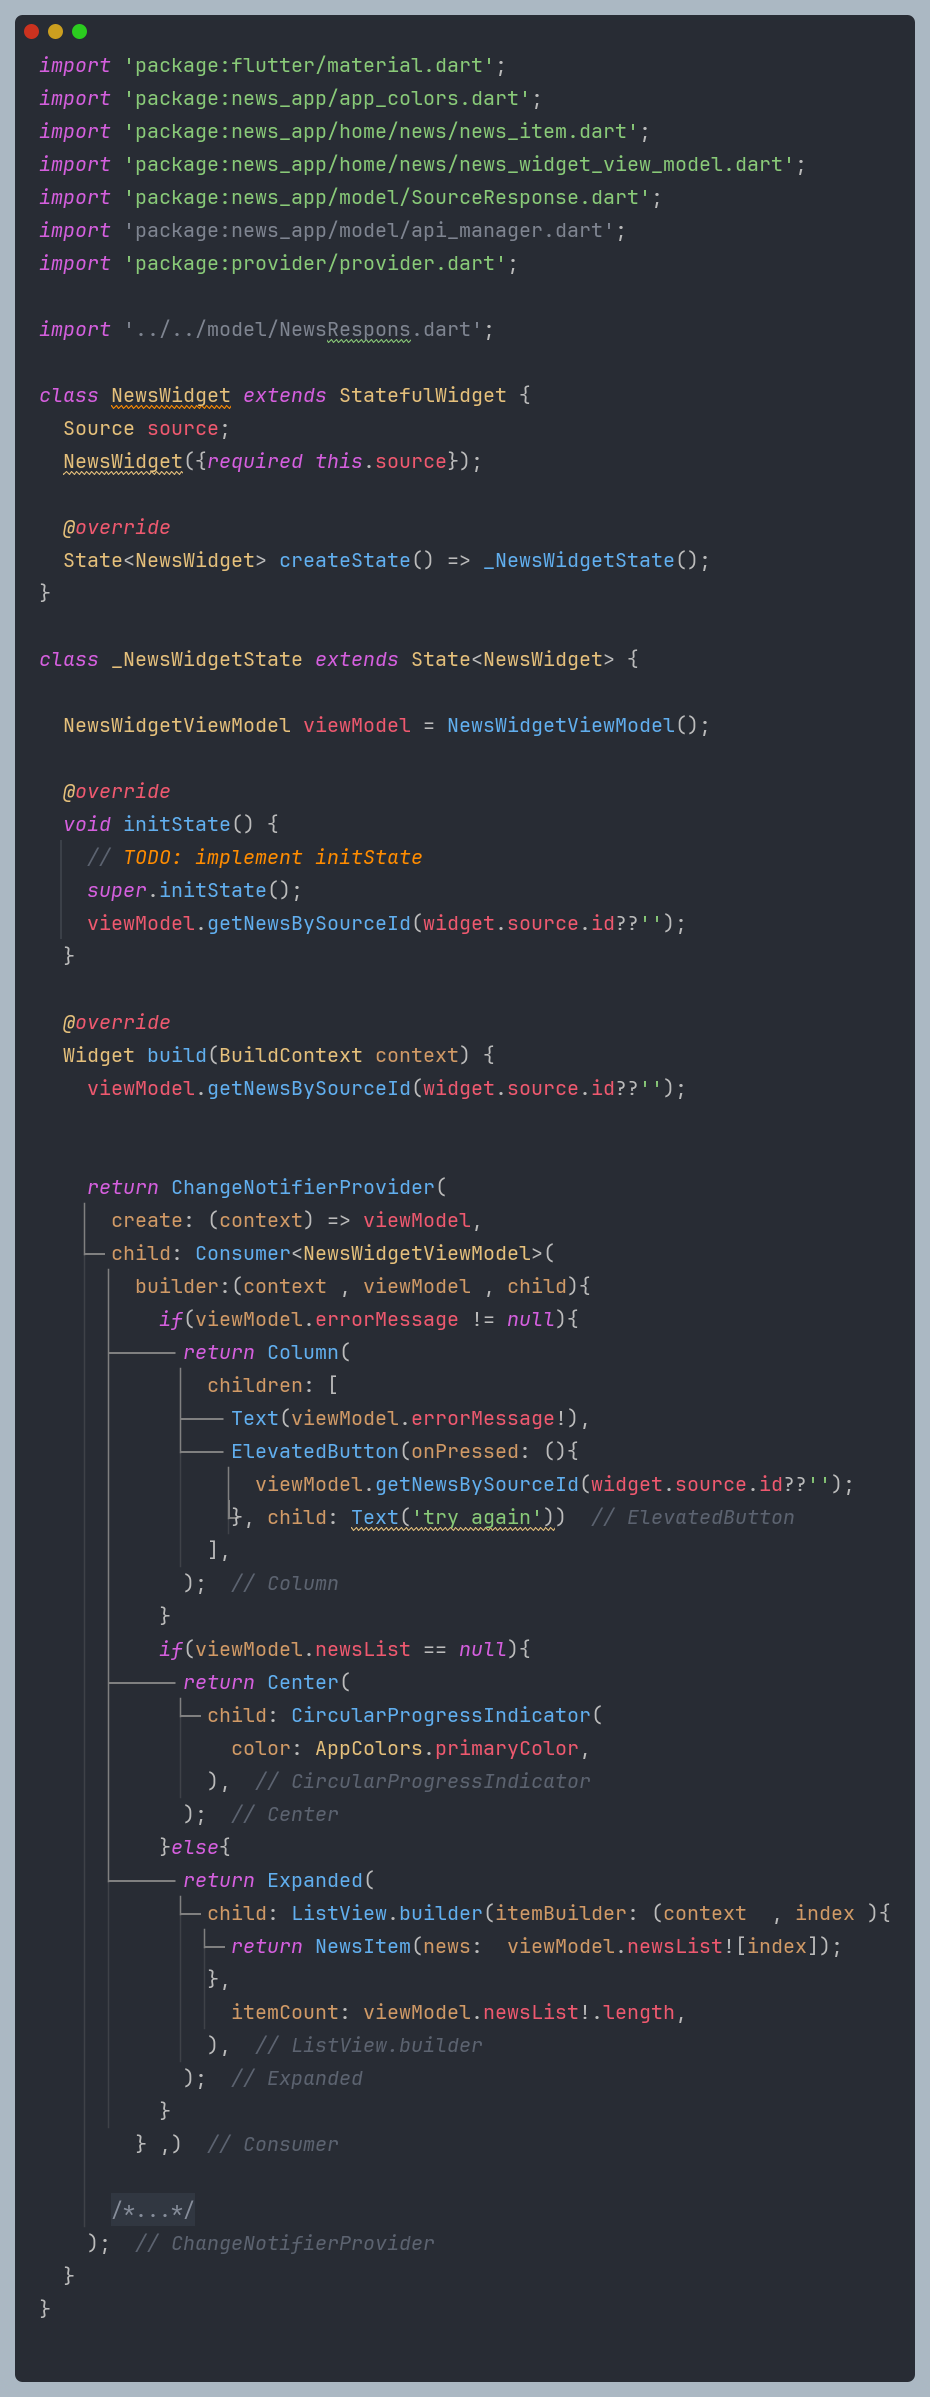 import 'package:flutter/material.dart';
import 'package:news_app/app_colors.dart';
import 'package:news_app/home/news/news_item.dart';
import 'package:news_app/home/news/news_widget_view_model.dart';
import 'package:news_app/model/SourceResponse.dart';
import 'package:news_app/model/api_manager.dart';
import 'package:provider/provider.dart';

import '../../model/NewsRespons.dart';

class NewsWidget extends StatefulWidget {
  Source source;
  NewsWidget({required this.source});

  @override
  State<NewsWidget> createState() => _NewsWidgetState();
}

class _NewsWidgetState extends State<NewsWidget> {

  NewsWidgetViewModel viewModel = NewsWidgetViewModel();

  @override
  void initState() {
    // TODO: implement initState
    super.initState();
    viewModel.getNewsBySourceId(widget.source.id??'');
  }

  @override
  Widget build(BuildContext context) {
    viewModel.getNewsBySourceId(widget.source.id??'');


    return ChangeNotifierProvider(
      create: (context) => viewModel,
      child: Consumer<NewsWidgetViewModel>(
        builder:(context , viewModel , child){
          if(viewModel.errorMessage != null){
            return Column(
              children: [
                Text(viewModel.errorMessage!),
                ElevatedButton(onPressed: (){
                  viewModel.getNewsBySourceId(widget.source.id??'');
                }, child: Text('try again'))  // ElevatedButton
              ],
            );  // Column
          }
          if(viewModel.newsList == null){
            return Center(
              child: CircularProgressIndicator(
                color: AppColors.primaryColor,
              ),  // CircularProgressIndicator
            );  // Center
          }else{
            return Expanded(
              child: ListView.builder(itemBuilder: (context  , index ){
                return NewsItem(news:  viewModel.newsList![index]);
              },
                itemCount: viewModel.newsList!.length,
              ),  // ListView.builder
            );  // Expanded
          }
        } ,)  // Consumer

      /*...*/
    );  // ChangeNotifierProvider
  }
}